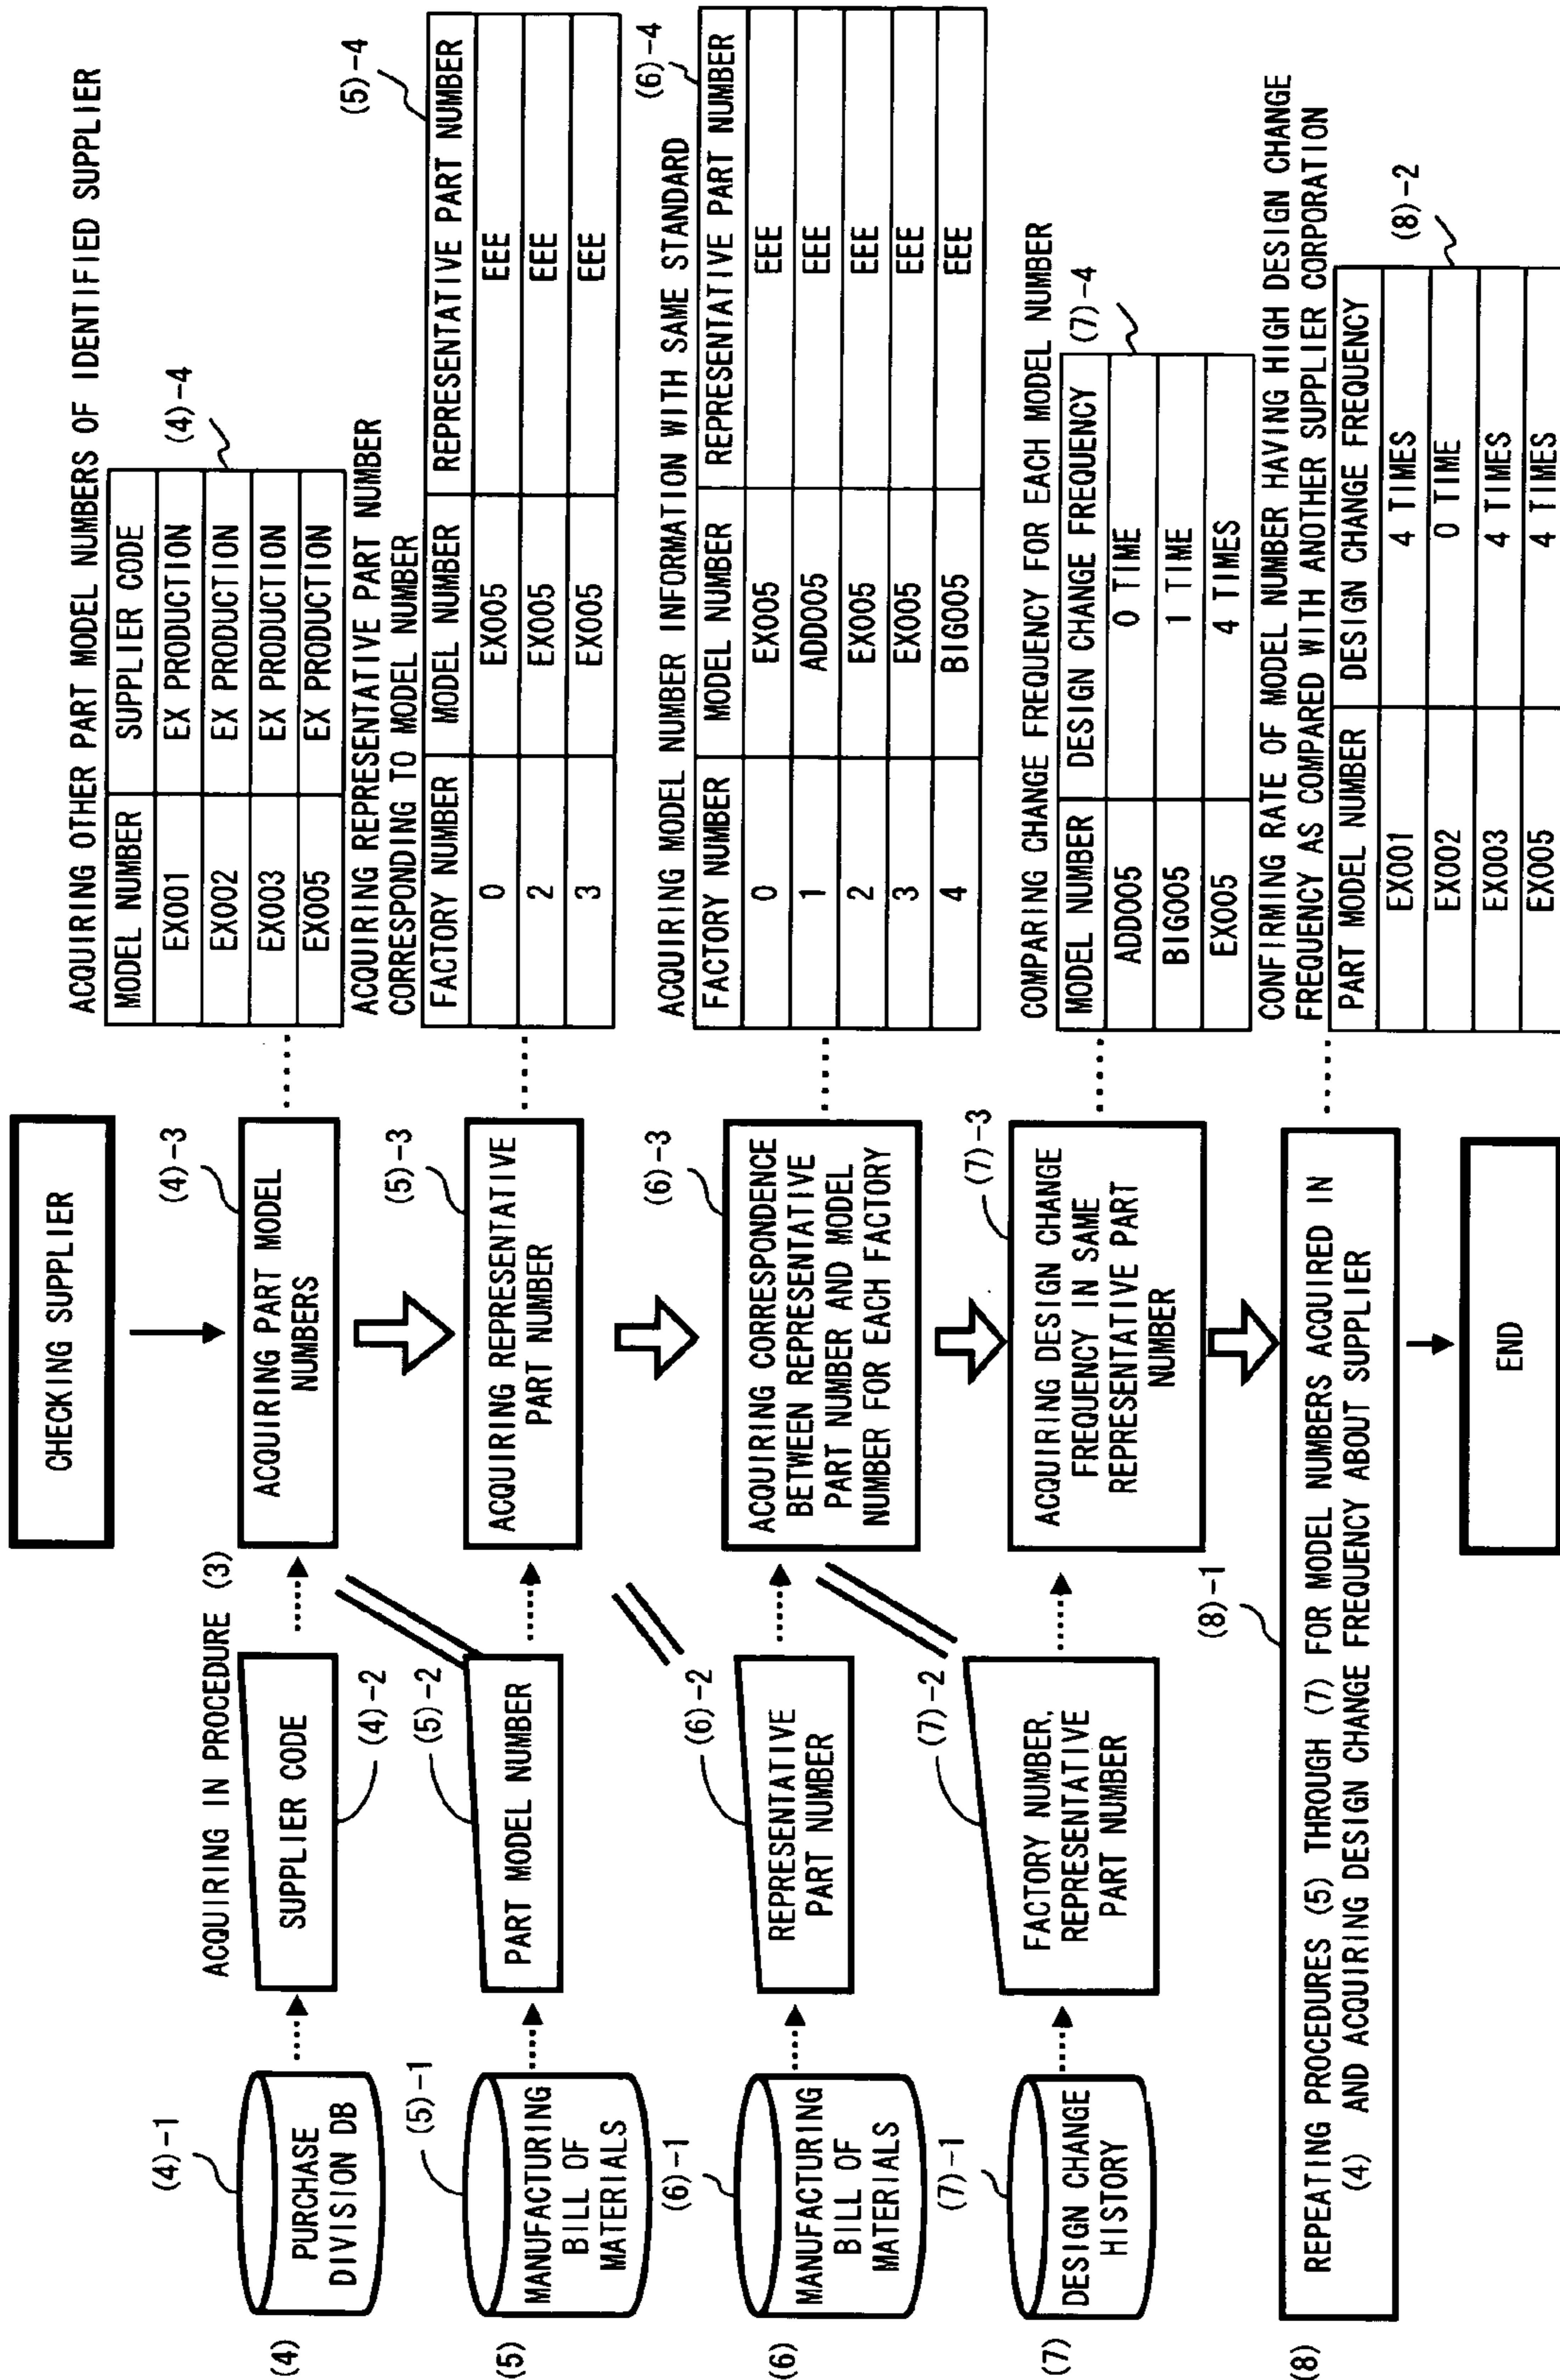 CHECKING SUPPLIER
(4)
(4)-1
PURCHASE
DIVISION DB
ACQUIRING IN PROCEDURE (3)
SUPPLIER CODE
(4)-2
(4)-3
ACQUIRING PART MODEL
NUMBERS
ACQUIRING OTHER PART MODEL NUMBERS OF IDENTIFIED SUPPLIER
(4)-4
MODEL NUMBER SUPPLIER CODE
EX001 EX PRODUCTION
EX002 EX PRODUCTION
EX003 EX PRODUCTION
EX005 EX PRODUCTION
(5)
(5)-1
MANUFACTURING
BILL OF
MATERIALS
(5)-2
PART MODEL NUMBER
(5)-3
ACQUIRING REPRESENTATIVE
PART NUMBER
ACQUIRING REPRESENTATIVE PART NUMBER
CORRESPONDING TO MODEL NUMBER
(5)-4
FACTORY NUMBER MODEL NUMBER REPRESENTATIVE PART NUMBER
0 EX005 EEE
2 EX005 EEE
3 EX005 EEE
(6)
(6)-1
MANUFACTURING
BILL OF
MATERIALS
(6)-2
REPRESENTATIVE
PART NUMBER
(6)-3
ACQUIRING CORRESPONDENCE
BETWEEN REPRESENTATIVE
PART NUMBER AND MODEL
NUMBER FOR EACH FACTORY
ACQUIRING MODEL NUMBER INFORMATION WITH SAME STANDARD
(6)-4
FACTORY NUMBER MODEL NUMBER REPRESENTATIVE PART NUMBER
0 EX005 EEE
1 ADD005 EEE
2 EX005 EEE
3 EX005 EEE
4 BIG005 EEE
(7)
(7)-1
DESIGN CHANGE
HISTORY
(7)-2
FACTORY NUMBER,
REPRESENTATIVE
PART NUMBER
(7)-3
ACQUIRING DESIGN CHANGE
FREQUENCY IN SAME
REPRESENTATIVE PART
NUMBER
COMPARING CHANGE FREQUENCY FOR EACH MODEL NUMBER
(7)-4
MODEL NUMBER DESIGN CHANGE FREQUENCY
ADD005 0 TIME
BIG005 1 TIME
EX005 4 TIMES
(8)
(8)-1
REPEATING PROCEDURES (5) THROUGH (7) FOR MODEL NUMBERS ACQUIRED IN
(4) AND ACQUIRING DESIGN CHANGE FREQUENCY ABOUT SUPPLIER
CONFIRMING RATE OF MODEL NUMBER HAVING HIGH DESIGN CHANGE
FREQUENCY AS COMPARED WITH ANOTHER SUPPLIER CORPORATION
(8)-2
PART MODEL NUMBER DESIGN CHANGE FREQUENCY
EX001 4 TIMES
EX002 0 TIME
EX003 4 TIMES
EX005 4 TIMES
END